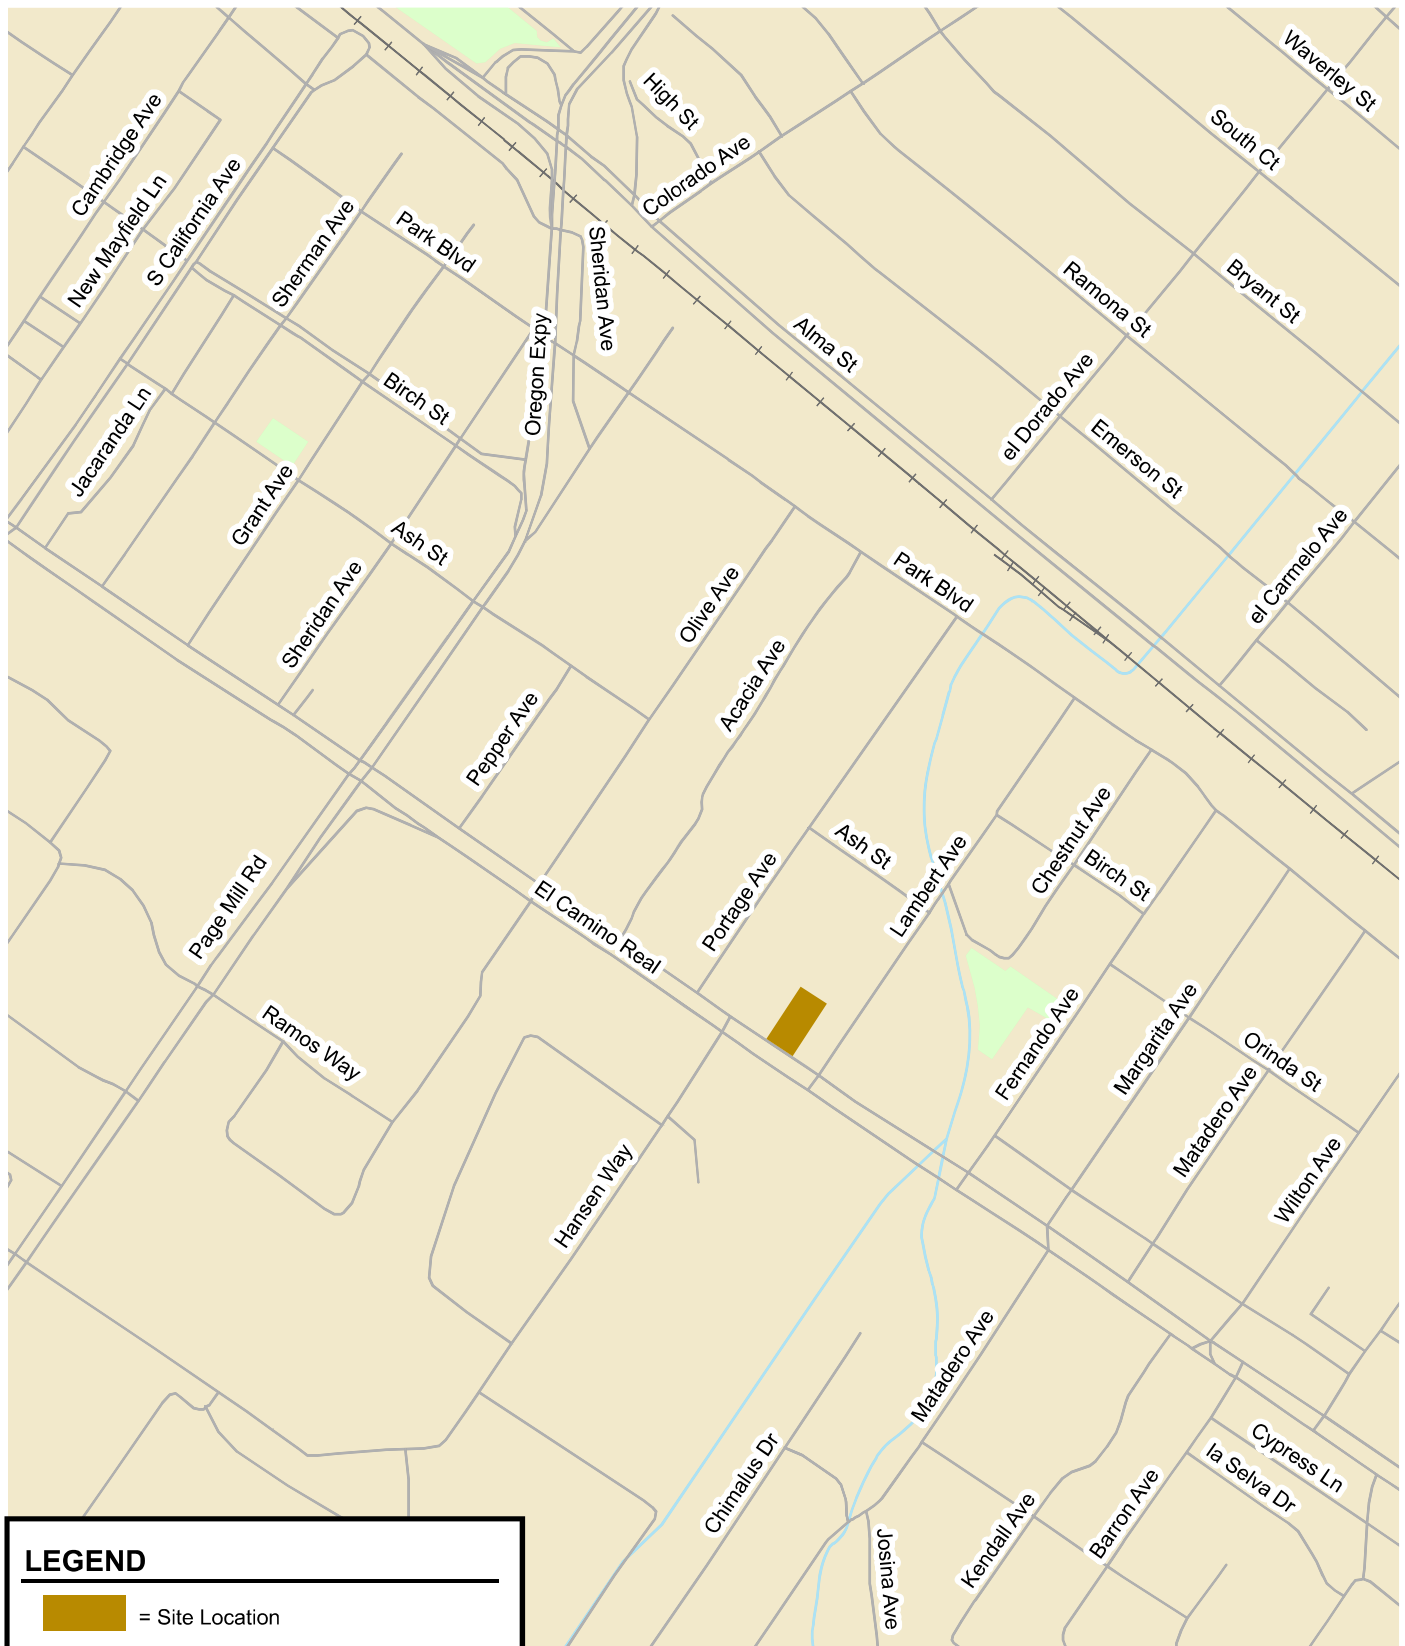 Waverley St
High St
Cambridge Ave
South Ct
Colorado Ave
New Mayfield Ln
S California Ave
Sherman Ave
Park Blvd
Sheridan Ave
Bryant St
Ramona St
Alma St
Oregon Expy
Birch St
el Dorado Ave
Jacaranda Ln
Emerson St
Grant Ave
Ash St
el Carmelo Ave
Park Blvd
Olive Ave
Sheridan Ave
Acacia Ave
Pepper Ave
Chestnut Ave
Ash St
Birch St
Lambert Ave
Portage Ave
Page Mill Rd
El Camino Real
Fernando Ave
Margarita Ave
Ramos Way
Orinda St
Matadero Ave
Hansen Way
Wilton Ave
Matadero Ave
Chimalus Dr
Cypress Ln
la Selva Dr
Barron Ave
Kendall Ave
Josina Ave
LEGEND
= Site Location